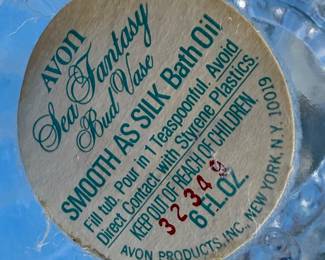 AVON
Sea Fantasy
Bud Vase
SMOOTH AS SILK Bath Oil
Fill tub. Pour in 1 Teaspoonful. Avoid
Direct Contact with Styrene Plastics.
KEEP OUT OF REACH OF CHILDREN.
32349
6 FL OZ.
AVON PRODUCTS, INC., NEW YORK, N.Y. 10019